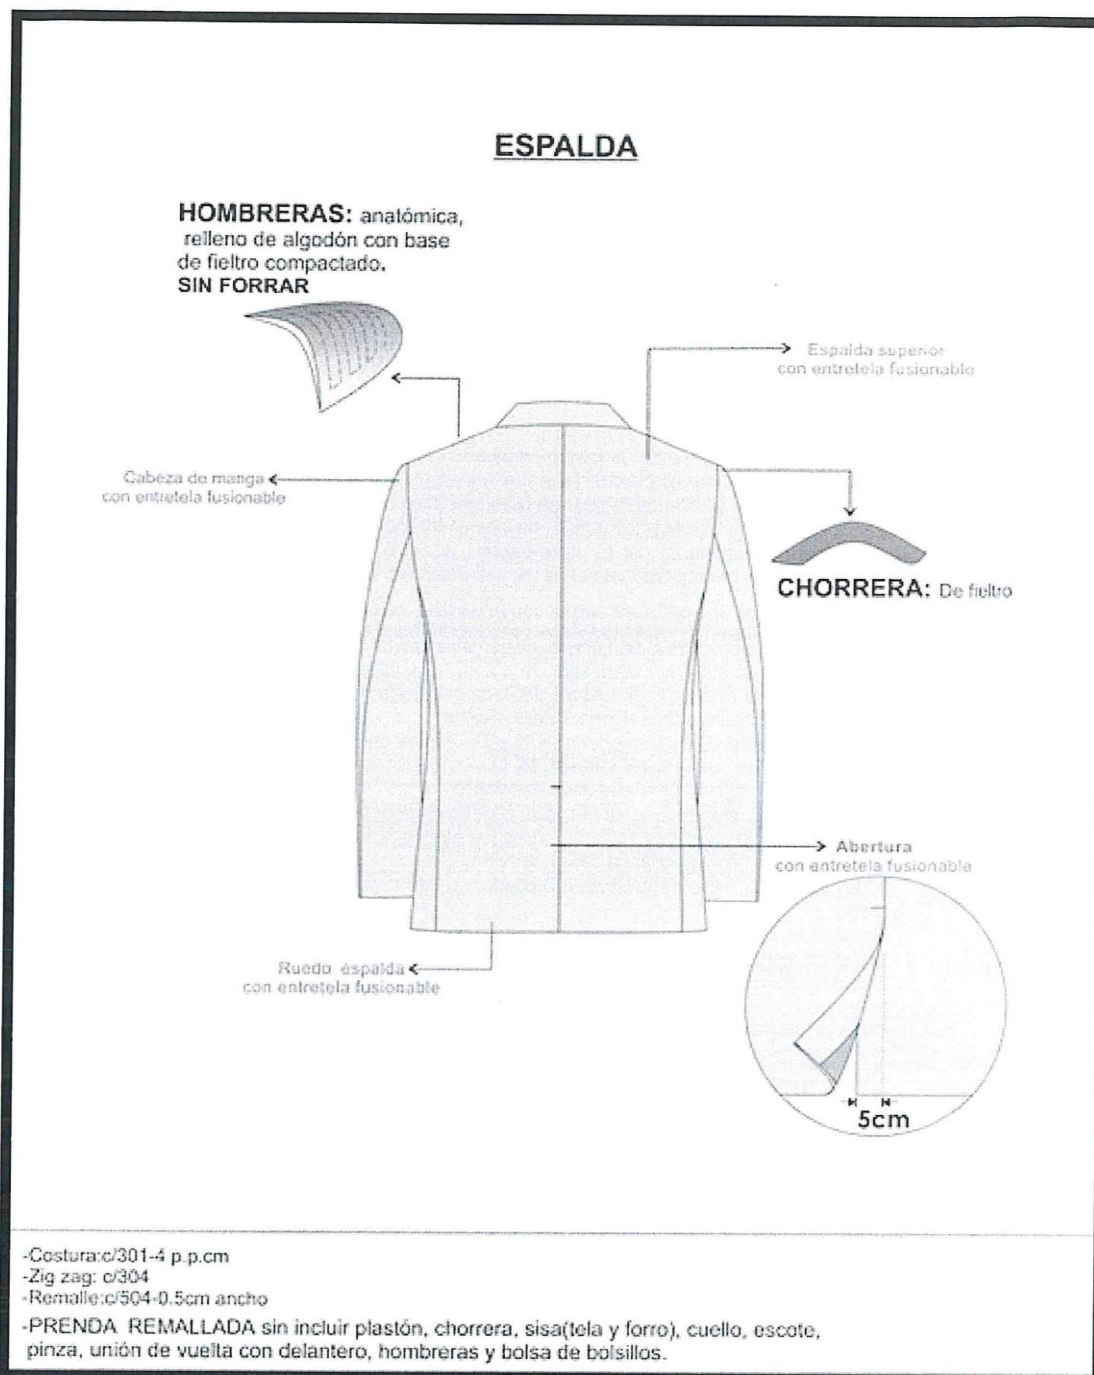 ESPALDA
HOMBRERAS: anatómica,
relleno de algodón con base
de fieltro compactado.
SIN FORRAR
Espalda superior
con entretela fusionable
Cabeza de manga
con entretela fusionable
CHORRERA: De fieltro
Abertura
con entretela fusionable
Ruedo espalda
con entretela fusionable
5cm
-Costura:c/301-4 p.p.cm
-Zig zag: c/304
-Remalle:c/504-0.5cm ancho
-PRENDA REMALLADA sin incluir plastón, chorrera, sisa(tela y forro), cuello, escote,
pinza, unión de vuelta con delantero, hombreras y bolsa de bolsillos.